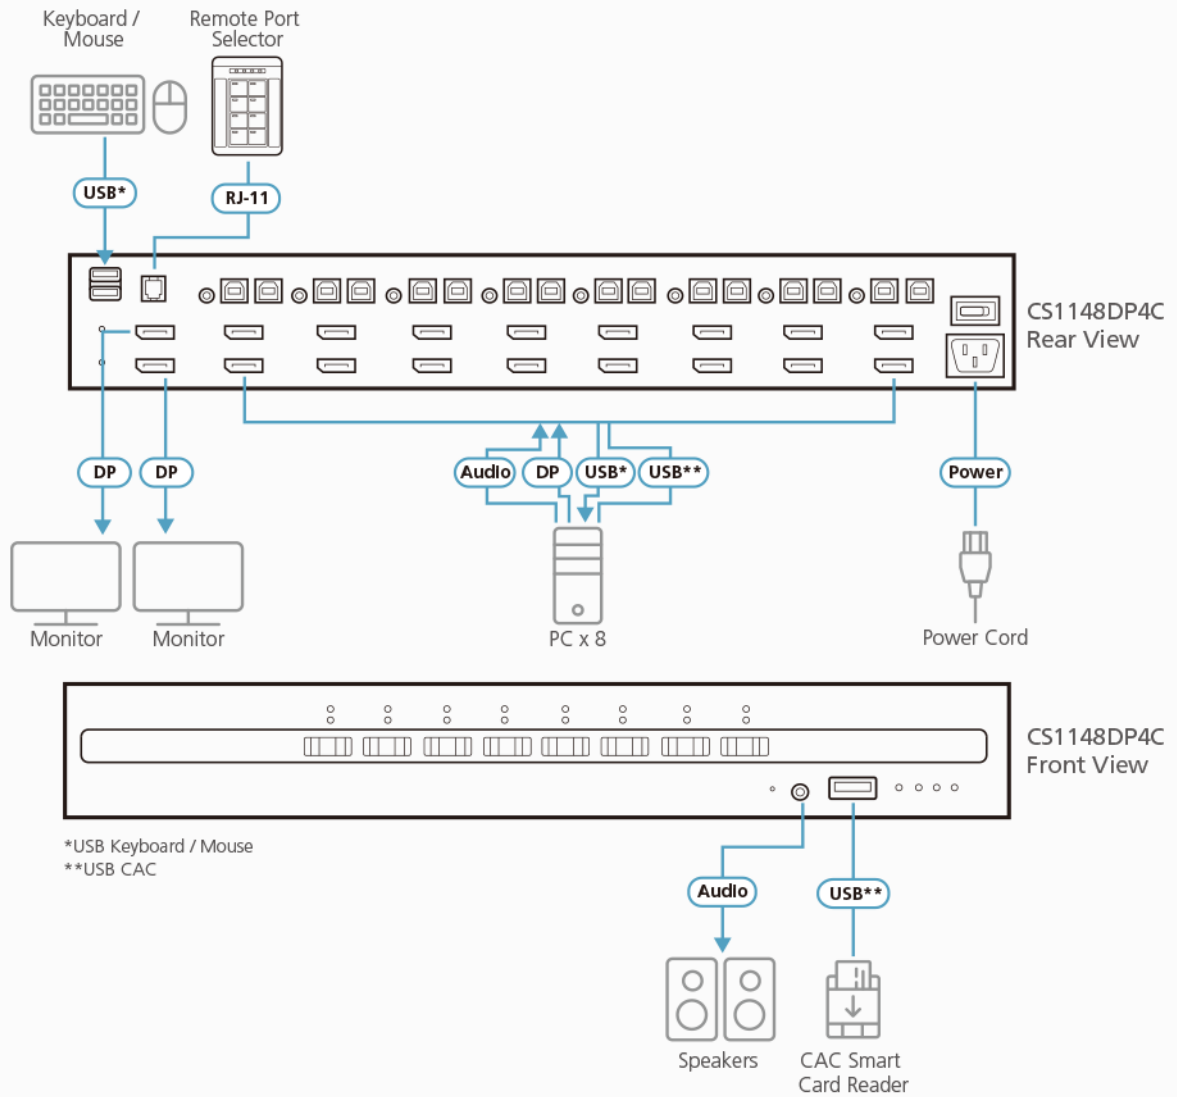 Keyboard /
Mouse
Remote Port
Selector
USB*
RJ-11
CS1148DP4C
Rear View
DP
DP
Audio
DP
USB*
USB**
Power
Monitor
Monitor
PC x 8
Power Cord
CS1148DP4C
Front View
*USB Keyboard / Mouse
**USB CAC
Audio
USB**
Speakers
CAC Smart
Card Reader